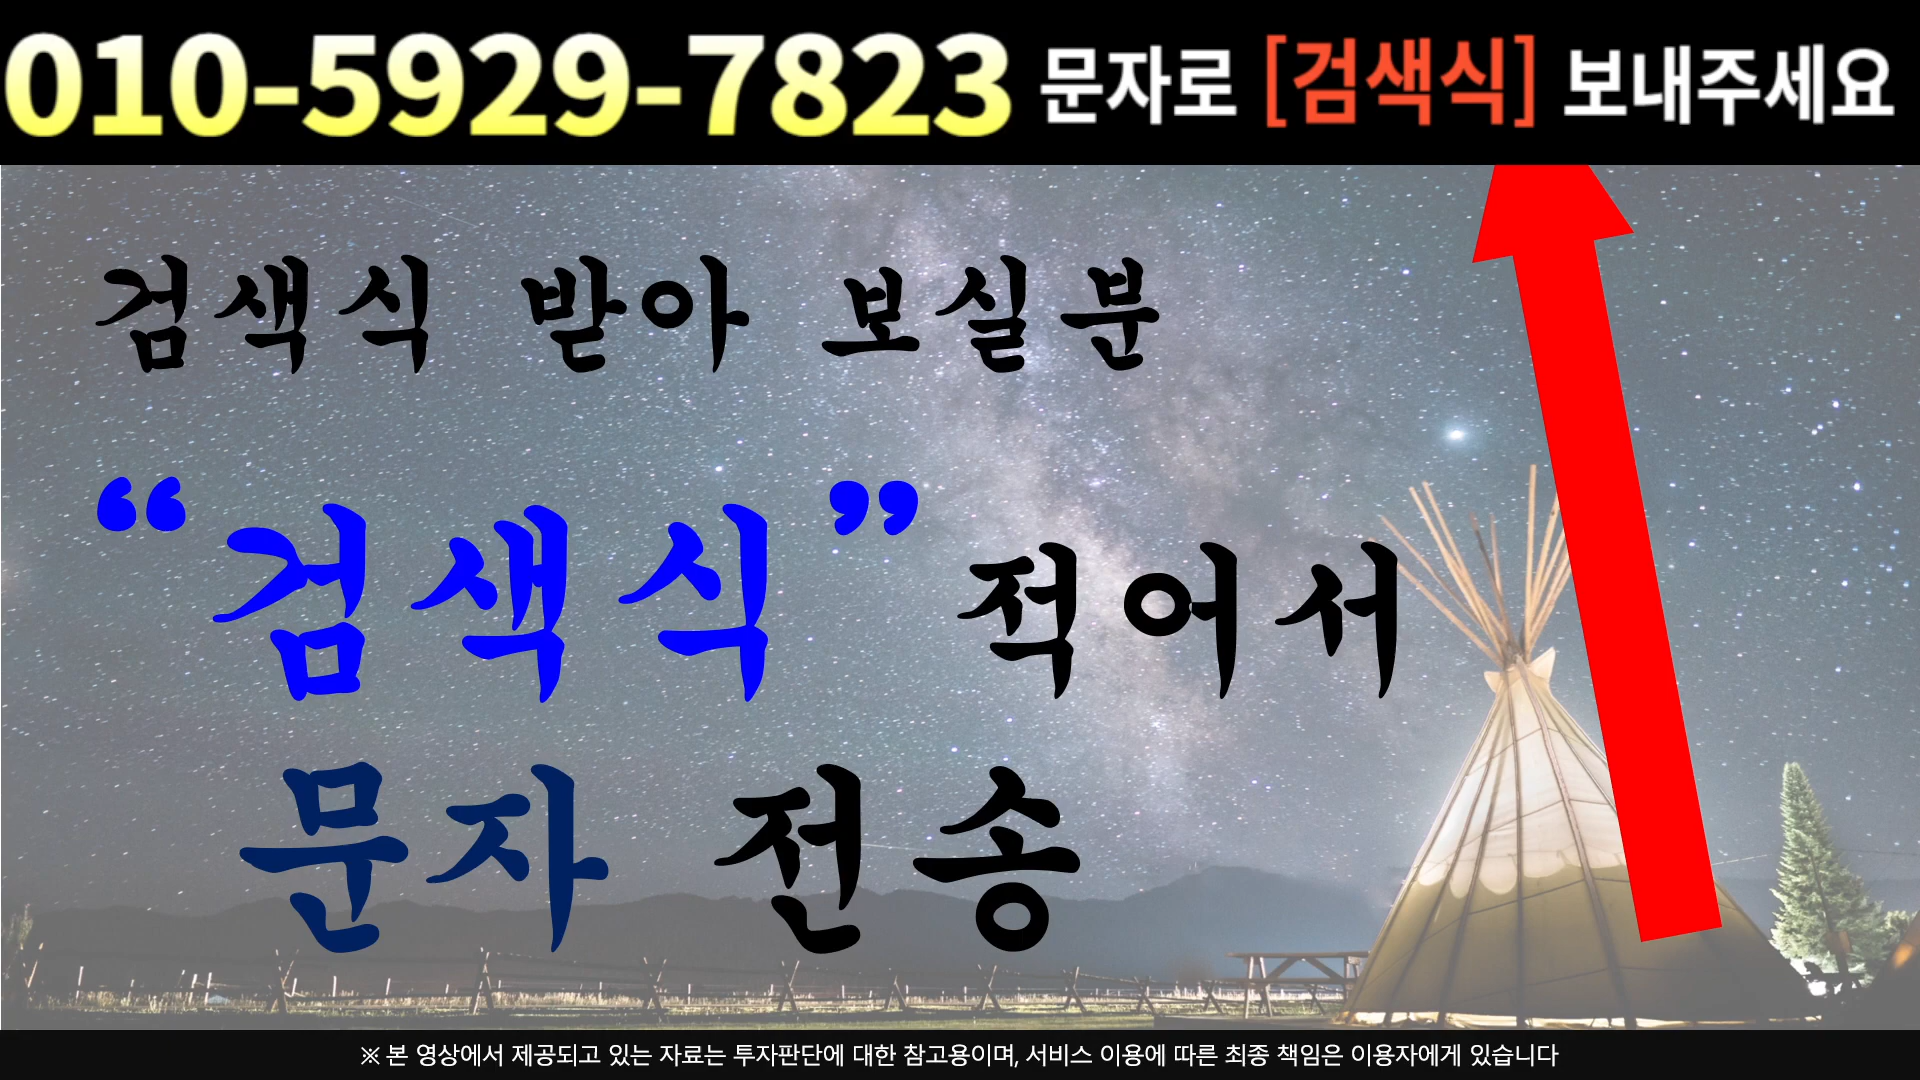 010-5929-7823 문자로 [검색식] 보내주세요
검색식 받아 보실분
“검색식” 적어서
문자 전송
※ 본 영상에서 제공되고 있는 자료는 투자판단에 대한 참고용이며, 서비스 이용에 따른 최종 책임은 이용자에게 있습니다